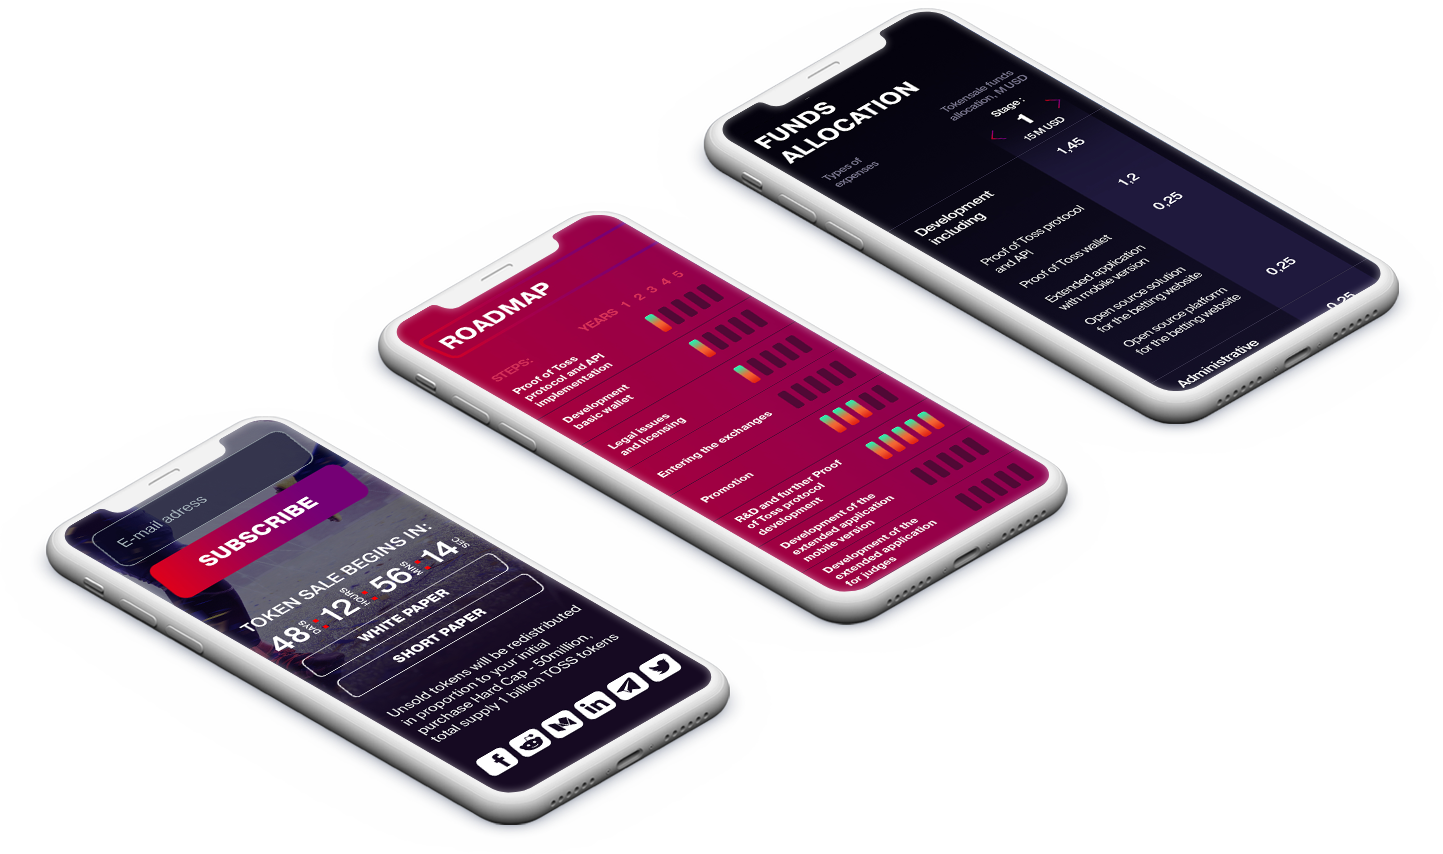 E-mail adress
SUBSCRIBE
TOKEN SALE BEGINS IN:
48 : 12 : 56 : 14
DAYS
HOURS
MINS
WHITE PAPER
SHORT PAPER
Unsold tokens will be redistributed
in proportion to your initial
purchase Hard Cap - 50million,
total supply 1 billion TOSS tokens
ROADMAP
STEPS:
YEARS 1 2 3 4 5
Proof of Toss
protocol and API
implementation
Development
basic wallet
Legal issues
and licensing
Entering the exchanges
Promotion
R&D and further Proof
of Toss protocol
development
Development of the
extended application
mobile version
Development of the
extended application
for judges
FUNDS
ALLOCATION
Types of
expenses
Tokensale funds
allocation, M USD
Stage:
1
15 M USD
Development
including
1,45
Proof of Toss protocol
and API
1,2
Proof of Toss wallet
0,25
Extended application
with mobile version
Open source solution
for the betting website
0,25
Open source platform
for the betting website
0,25
Administrative